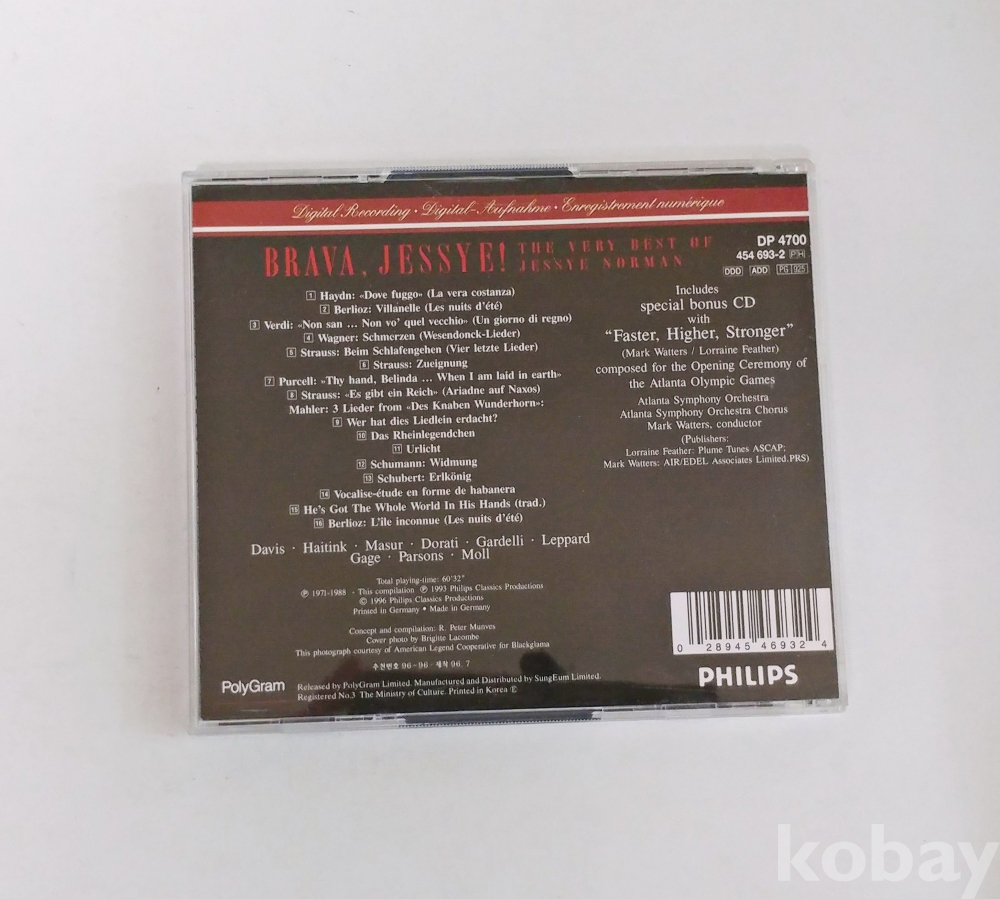 Digital Recording · Digital-Aufnahme · Enregistrement numérique
BRAVA, JESSYE! THE VERY BEST OF JESSYE NORMAN
DP 4700
454 693-2 PH
DDD ADD PG 925
1 Haydn: «Dove fuggo» (La vera costanza)
2 Berlioz: Villanelle (Les nuits d'été)
3 Verdi: «Non san ... Non vo' quel vecchio» (Un giorno di regno)
4 Wagner: Schmerzen (Wesendonck-Lieder)
5 Strauss: Beim Schlafengehen (Vier letzte Lieder)
6 Strauss: Zueignung
7 Purcell: «Thy hand, Belinda ... When I am laid in earth»
8 Strauss: «Es gibt ein Reich» (Ariadne auf Naxos)
Mahler: 3 Lieder from «Des Knaben Wunderhorn»:
9 Wer hat dies Liedlein erdacht?
10 Das Rheinlegendchen
11 Urlicht
12 Schumann: Widmung
13 Schubert: Erlkönig
14 Vocalise-étude en forme de habanera
15 He's Got The Whole World In His Hands (trad.)
16 Berlioz: L'île inconnue (Les nuits d'été)
Davis · Haitink · Masur · Dorati · Gardelli · Leppard
Gage · Parsons · Moll
Includes
special bonus CD
with
"Faster, Higher, Stronger"
(Mark Watters / Lorraine Feather)
composed for the Opening Ceremony of
the Atlanta Olympic Games
Atlanta Symphony Orchestra
Atlanta Symphony Orchestra Chorus
Mark Watters, conductor
(Publishers:
Lorraine Feather: Plume Tunes ASCAP;
Mark Watters: AIR/EDEL Associates Limited.PRS)
Total playing-time: 60'32"
℗ 1971-1988 · This compilation ℗ 1993 Philips Classics Productions
© 1996 Philips Classics Productions
Printed in Germany • Made in Germany
Concept and compilation: R. Peter Munves
Cover photo by Brigitte Lacombe
This photograph courtesy of American Legend Cooperative for Blackglama
수천번호 96-96 제작 96. 7
PolyGram
Released by PolyGram Limited. Manufactured and Distributed by SungEum Limited.
Registered No.3 The Ministry of Culture. Printed in Korea Ⓔ
0 28945 46932 4
PHILIPS
kobay